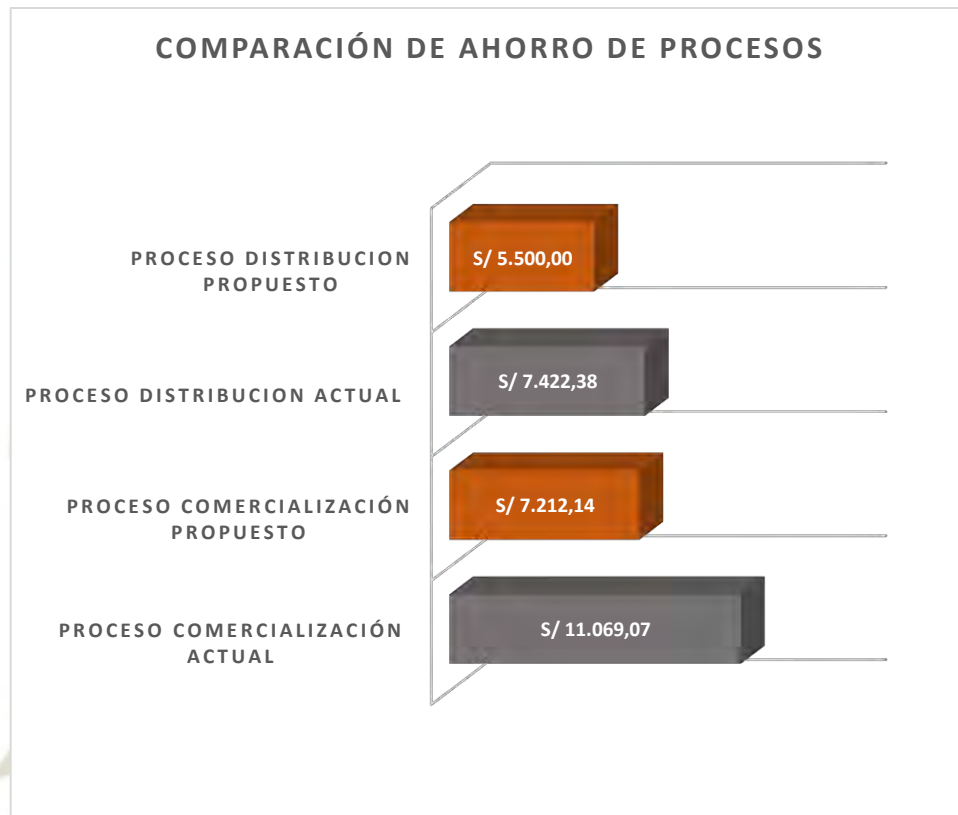 COMPARACIÓN DE AHORRO DE PROCESOS
PROCESO DISTRIBUCION
PROPUESTO
S/ 5.500,00
PROCESO DISTRIBUCION ACTUAL
S/ 7.422,38
PROCESO COMERCIALIZACIÓN
PROPUESTO
S/ 7.212,14
PROCESO COMERCIALIZACIÓN
ACTUAL
S/ 11.069,07